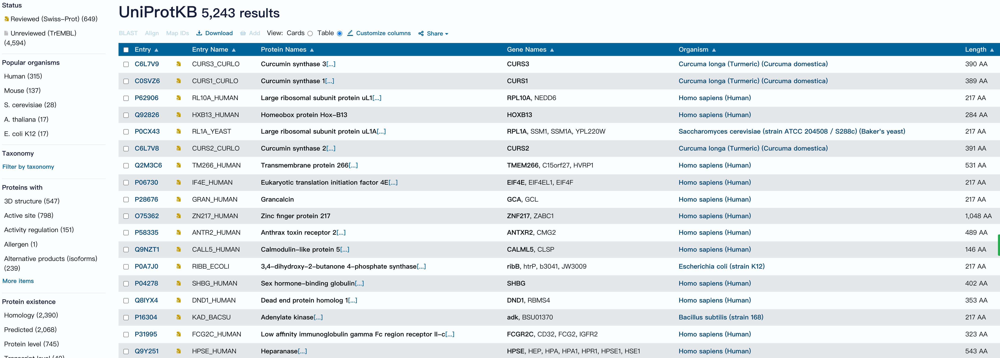 Status
Reviewed (Swiss-Prot) (649)
Unreviewed (TrEMBL)
(4,594)
Popular organisms
Human (315)
Mouse (137)
S. cerevisiae (28)
A. thaliana (17)
E. coli K12 (17)
Taxonomy
Filter by taxonomy
Proteins with
3D structure (547)
Active site (798)
Activity regulation (151)
Allergen (1)
Alternative products (isoforms)
(239)
More items
Protein existence
Homology (2,390)
Predicted (2,068)
Protein level (745)
Transcript level (40)
UniProtKB 5,243 results
BLAST Align Map IDs Download Add View: Cards Table Customize columns Share
Entry Entry Name Protein Names Gene Names Organism Length
C6L7V9 CURS3_CURLO Curcumin synthase 3[...] CURS3 Curcuma longa (Turmeric) (Curcuma domestica) 390 AA
C0SVZ6 CURS1_CURLO Curcumin synthase 1[...] CURS1 Curcuma longa (Turmeric) (Curcuma domestica) 389 AA
P62906 RL10A_HUMAN Large ribosomal subunit protein uL1[...] RPL10A, NEDD6 Homo sapiens (Human) 217 AA
Q92826 HXB13_HUMAN Homeobox protein Hox-B13 HOXB13 Homo sapiens (Human) 284 AA
P0CX43 RL1A_YEAST Large ribosomal subunit protein uL1A[...] RPL1A, SSM1, SSM1A, YPL220W Saccharomyces cerevisiae (strain ATCC 204508 / S288c) (Baker's yeast) 217 AA
C6L7V8 CURS2_CURLO Curcumin synthase 2[...] CURS2 Curcuma longa (Turmeric) (Curcuma domestica) 391 AA
Q2M3C6 TM266_HUMAN Transmembrane protein 266[...] TMEM266, C15orf27, HVRP1 Homo sapiens (Human) 531 AA
P06730 IF4E_HUMAN Eukaryotic translation initiation factor 4E[...] EIF4E, EIF4EL1, EIF4F Homo sapiens (Human) 217 AA
P28676 GRAN_HUMAN Grancalcin GCA, GCL Homo sapiens (Human) 217 AA
O75362 ZN217_HUMAN Zinc finger protein 217 ZNF217, ZABC1 Homo sapiens (Human) 1,048 AA
P58335 ANTR2_HUMAN Anthrax toxin receptor 2[...] ANTXR2, CMG2 Homo sapiens (Human) 489 AA
Q9NZT1 CALL5_HUMAN Calmodulin-like protein 5[...] CALML5, CLSP Homo sapiens (Human) 146 AA
P0A7J0 RIBB_ECOLI 3,4-dihydroxy-2-butanone 4-phosphate synthase[...] ribB, htrP, b3041, JW3009 Escherichia coli (strain K12) 217 AA
P04278 SHBG_HUMAN Sex hormone-binding globulin[...] SHBG Homo sapiens (Human) 402 AA
Q8IYX4 DND1_HUMAN Dead end protein homolog 1[...] DND1, RBMS4 Homo sapiens (Human) 353 AA
P16304 KAD_BACSU Adenylate kinase[...] adk, BSU01370 Bacillus subtilis (strain 168) 217 AA
P31995 FCG2C_HUMAN Low affinity immunoglobulin gamma Fc region receptor II-c[...] FCGR2C, CD32, FCG2, IGFR2 Homo sapiens (Human) 323 AA
Q9Y251 HPSE_HUMAN Heparanase[...] HPSE, HEP, HPA, HPA1, HPR1, HPSE1, HSE1 Homo sapiens (Human) 543 AA